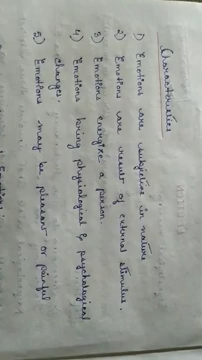 Characteristics
1) Emotions are subjective in nature.
2) Emotions are result of external stimulus.
3) Emotions energize a person.
4) Emotions bring physiological & psychological
changes.
5) Emotions may be pleasant or painful